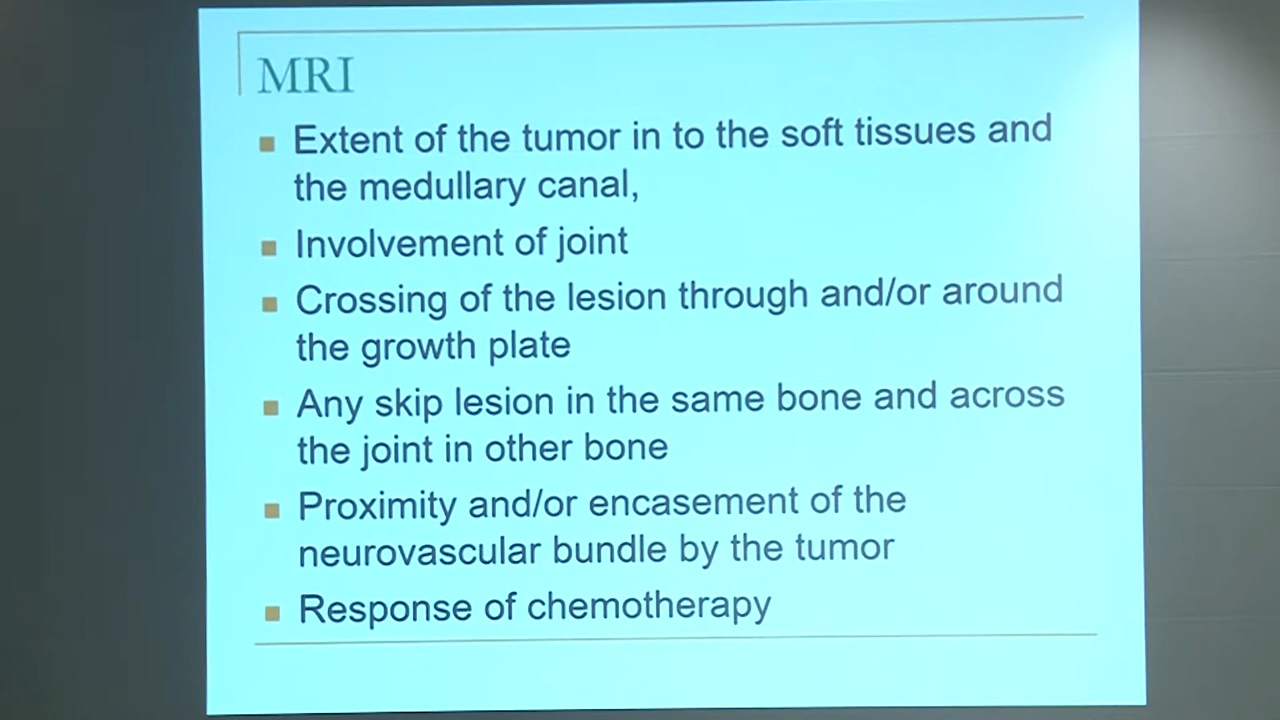 MRI
Extent of the tumor in to the soft tissues and
the medullary canal,
Involvement of joint
Crossing of the lesion through and/or around
the growth plate
Any skip lesion in the same bone and across
the joint in other bone
Proximity and/or encasement of the
neurovascular bundle by the tumor
Response of chemotherapy